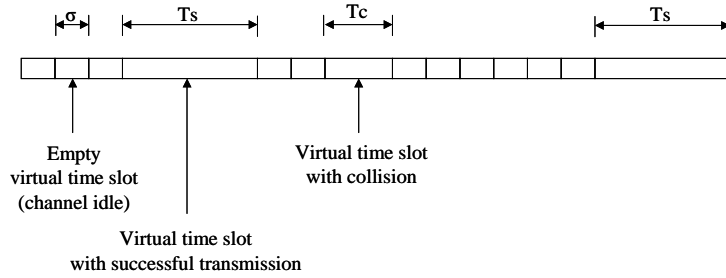 σ
Ts
Tc
Ts
Empty
virtual time slot
(channel idle)
Virtual time slot
with collision
Virtual time slot
with successful transmission